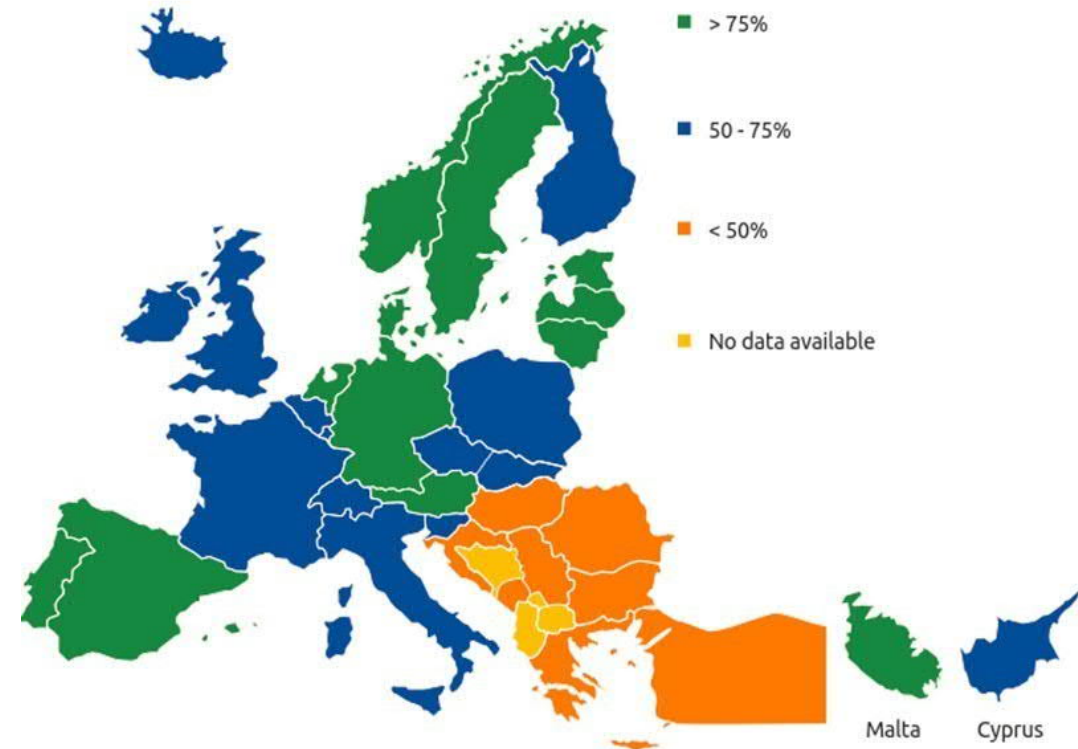 > 75%
50 - 75%
< 50%
No data available
Malta
Cyprus